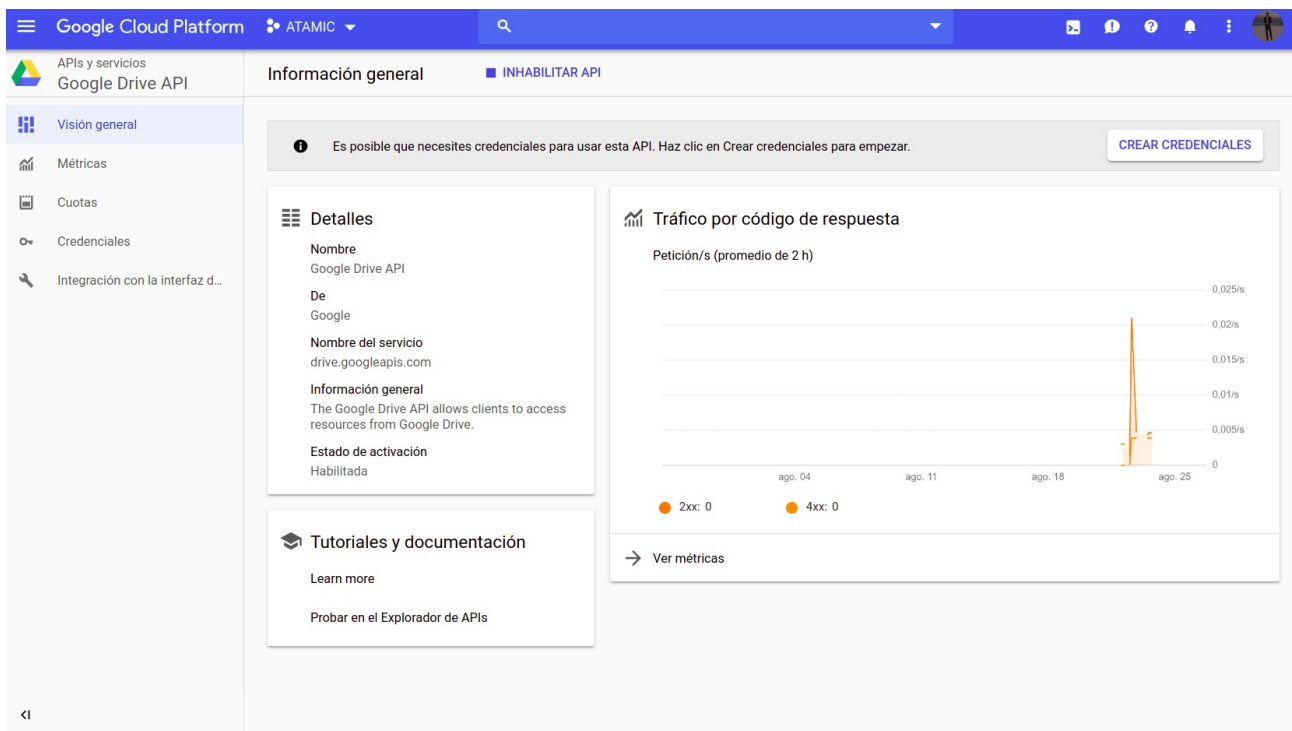 Google Cloud Platform
ATAMIC
APIs y servicios
Google Drive API
Información general
INHABILITAR API
Visión general
Métricas
Cuotas
Credenciales
Integración con la interfaz d...
Es posible que necesites credenciales para usar esta API. Haz clic en Crear credenciales para empezar.
CREAR CREDENCIALES
Detalles
Nombre
Google Drive API
De
Google
Nombre del servicio
drive.googleapis.com
Información general
The Google Drive API allows clients to access
resources from Google Drive.
Estado de activación
Habilitada
Tutoriales y documentación
Learn more
Probar en el Explorador de APIs
Tráfico por código de respuesta
Petición/s (promedio de 2 h)
0,025/s
0,02/s
0,015/s
0,01/s
0,005/s
0
ago. 04
ago. 11
ago. 18
ago. 25
2xx: 0
4xx: 0
Ver métricas